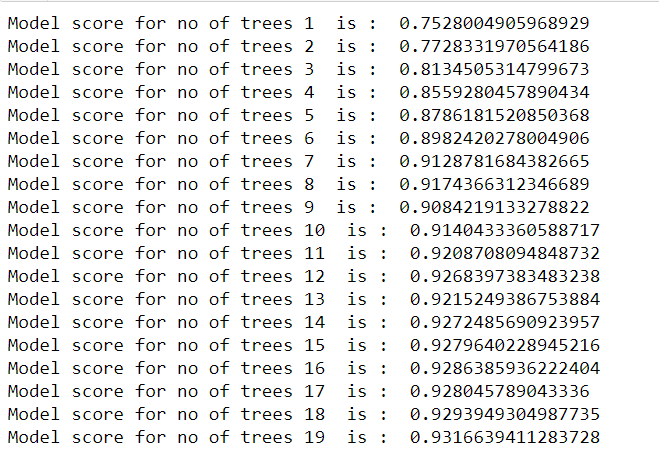 Model score for no of trees 1  is :  0.7528004905968929
Model score for no of trees 2  is :  0.7728331970564186
Model score for no of trees 3  is :  0.8134505314799673
Model score for no of trees 4  is :  0.8559280457890434
Model score for no of trees 5  is :  0.8786181520850368
Model score for no of trees 6  is :  0.8982420278004906
Model score for no of trees 7  is :  0.9128781684382665
Model score for no of trees 8  is :  0.9174366312346689
Model score for no of trees 9  is :  0.9084219133278822
Model score for no of trees 10  is :  0.9140433360588717
Model score for no of trees 11  is :  0.9208708094848732
Model score for no of trees 12  is :  0.9268397383483238
Model score for no of trees 13  is :  0.9215249386753884
Model score for no of trees 14  is :  0.9272485690923957
Model score for no of trees 15  is :  0.9279640228945216
Model score for no of trees 16  is :  0.9286385936222404
Model score for no of trees 17  is :  0.928045789043336
Model score for no of trees 18  is :  0.9293949304987735
Model score for no of trees 19  is :  0.9316639411283728